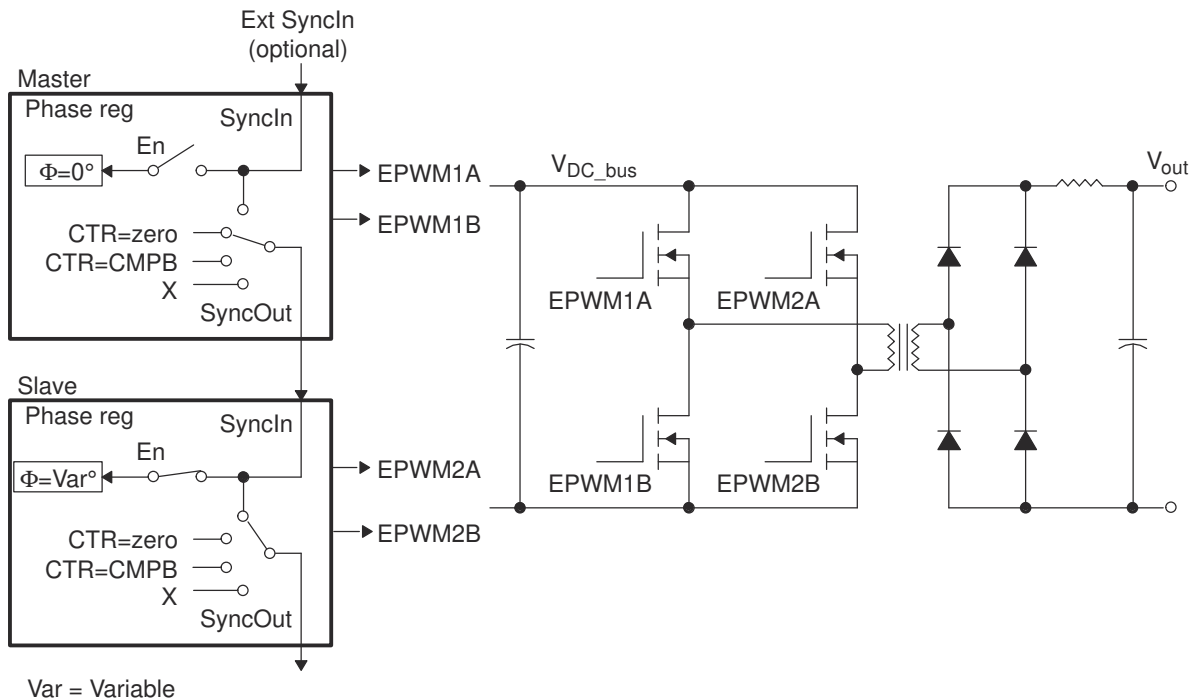 Ext SyncIn
(optional)
Master
Phase reg
SyncIn
En
Φ=0°
EPWM1A
EPWM1B
CTR=zero
CTR=CMPB
X
SyncOut
Slave
Phase reg
SyncIn
En
Φ=Var°
EPWM2A
EPWM2B
CTR=zero
CTR=CMPB
X
SyncOut
Var = Variable
VDC_bus
Vout
EPWM1A
EPWM2A
EPWM1B
EPWM2B